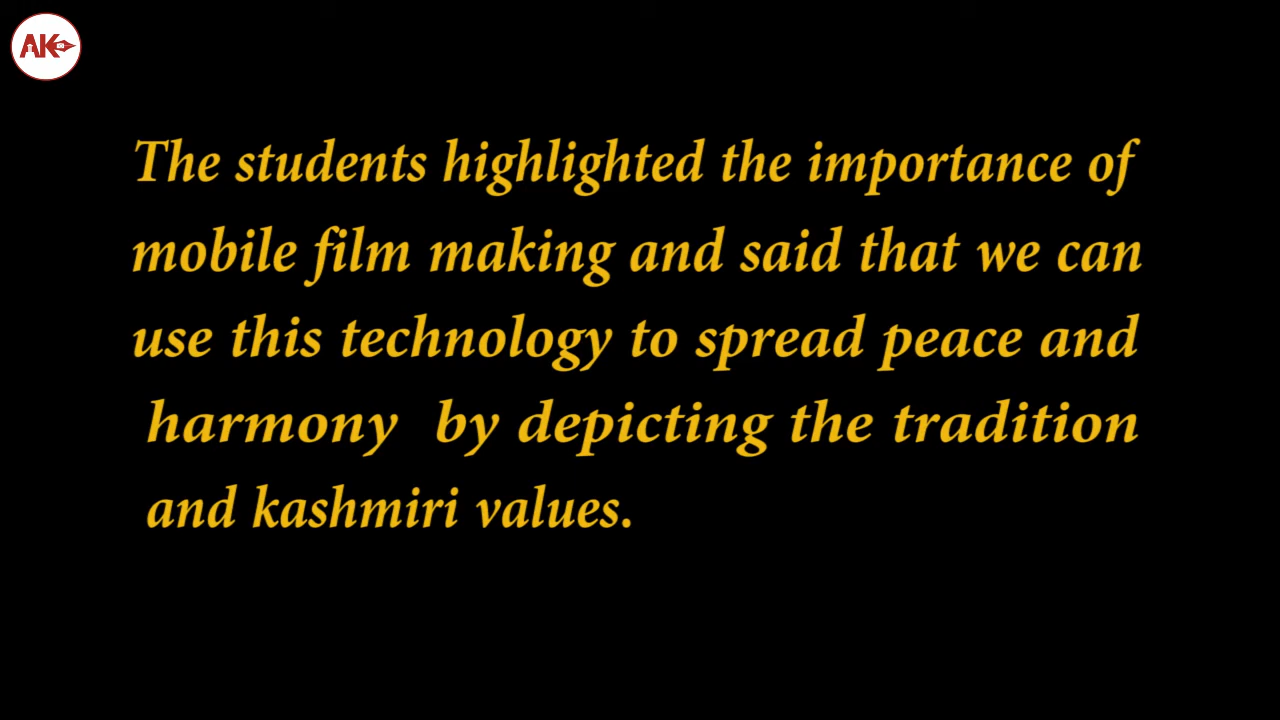 AK
The students highlighted the importance of
mobile film making and said that we can
use this technology to spread peace and
harmony by depicting the tradition
and kashmiri values.